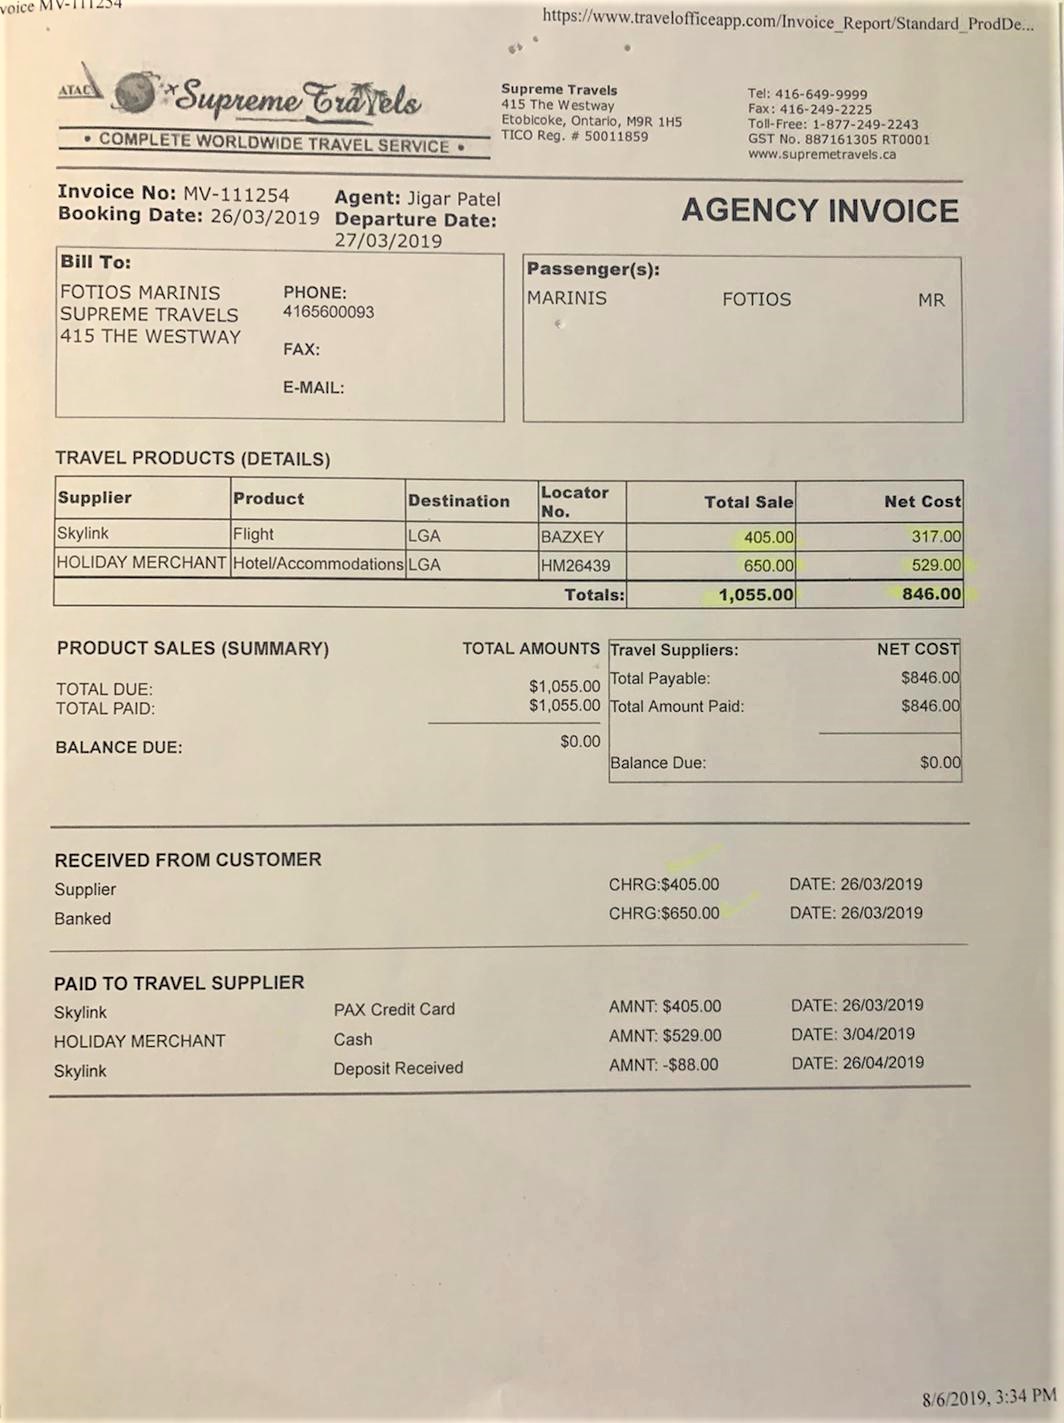 voice MV-111254
https://www.travelofficeapp.com/Invoice_Report/Standard_ProdDe...
ATAC
Supreme Travels
• COMPLETE WORLDWIDE TRAVEL SERVICE •
Supreme Travels
415 The Westway
Etobicoke, Ontario, M9R 1H5
TICO Reg. # 50011859
Tel: 416-649-9999
Fax: 416-249-2225
Toll-Free: 1-877-249-2243
GST No. 887161305 RT0001
www.supremetravels.ca
Invoice No: MV-111254 Agent: Jigar Patel
Booking Date: 26/03/2019 Departure Date:
27/03/2019
AGENCY INVOICE
Bill To:
FOTIOS MARINIS
SUPREME TRAVELS
415 THE WESTWAY
PHONE:
4165600093
FAX:
E-MAIL:
Passenger(s):
MARINIS FOTIOS MR
TRAVEL PRODUCTS (DETAILS)
Supplier Product Destination Locator No. Total Sale Net Cost
Skylink Flight LGA BAZXEY 405.00 317.00
HOLIDAY MERCHANT Hotel/Accommodations LGA HM26439 650.00 529.00
Totals: 1,055.00 846.00
PRODUCT SALES (SUMMARY) TOTAL AMOUNTS
TOTAL DUE: $1,055.00
TOTAL PAID: $1,055.00
BALANCE DUE: $0.00
Travel Suppliers: NET COST
Total Payable: $846.00
Total Amount Paid: $846.00
Balance Due: $0.00
RECEIVED FROM CUSTOMER
Supplier CHRG:$405.00 DATE: 26/03/2019
Banked CHRG:$650.00 DATE: 26/03/2019
PAID TO TRAVEL SUPPLIER
Skylink PAX Credit Card AMNT: $405.00 DATE: 26/03/2019
HOLIDAY MERCHANT Cash AMNT: $529.00 DATE: 3/04/2019
Skylink Deposit Received AMNT: -$88.00 DATE: 26/04/2019
8/6/2019, 3:34 PM